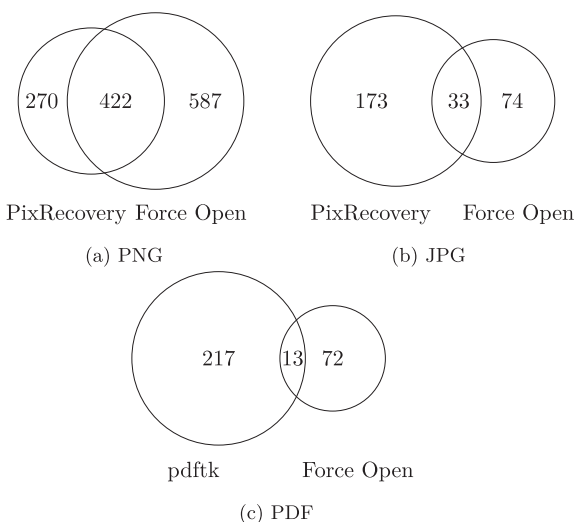 270 422 587
PixRecovery Force Open
(a) PNG
173 33 74
PixRecovery Force Open
(b) JPG
217 13 72
pdftk Force Open
(c) PDF